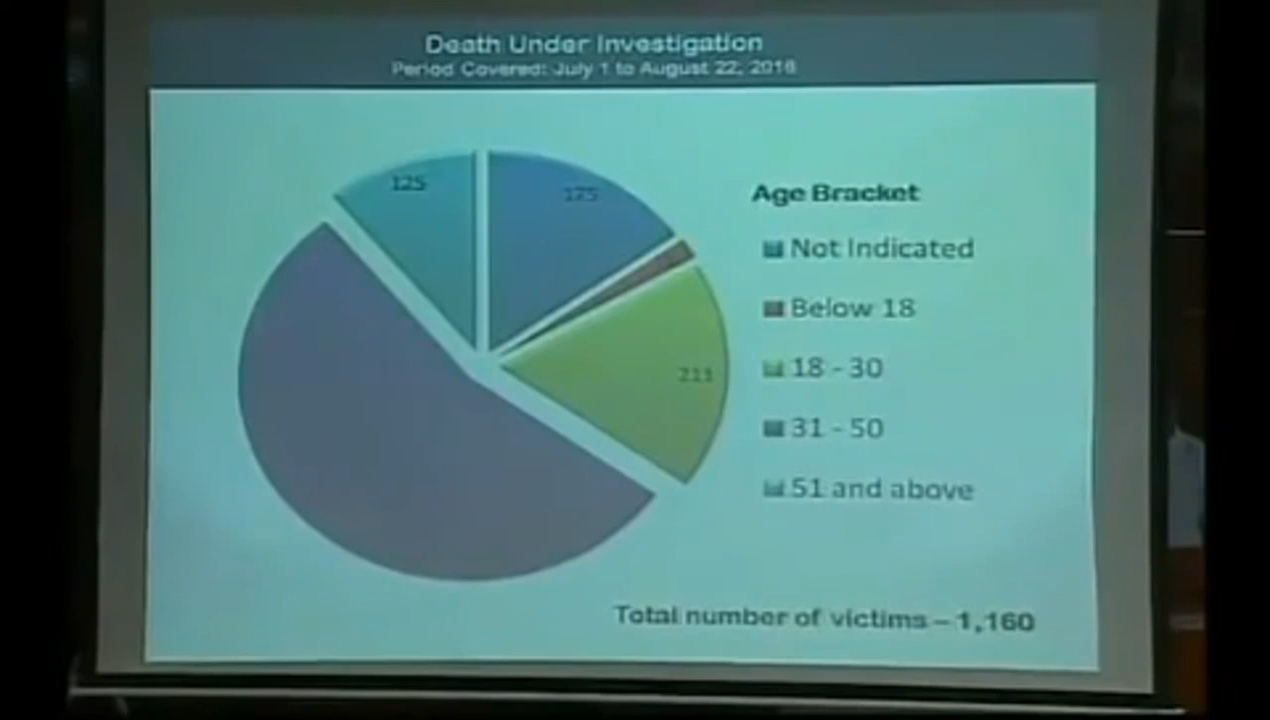 Death Under Investigation
Period Covered: July 1 to August 22, 2016
125
175
Age Bracket
Not Indicated
Below 18
211
18 - 30
31 - 50
51 and above
Total number of victims – 1,160